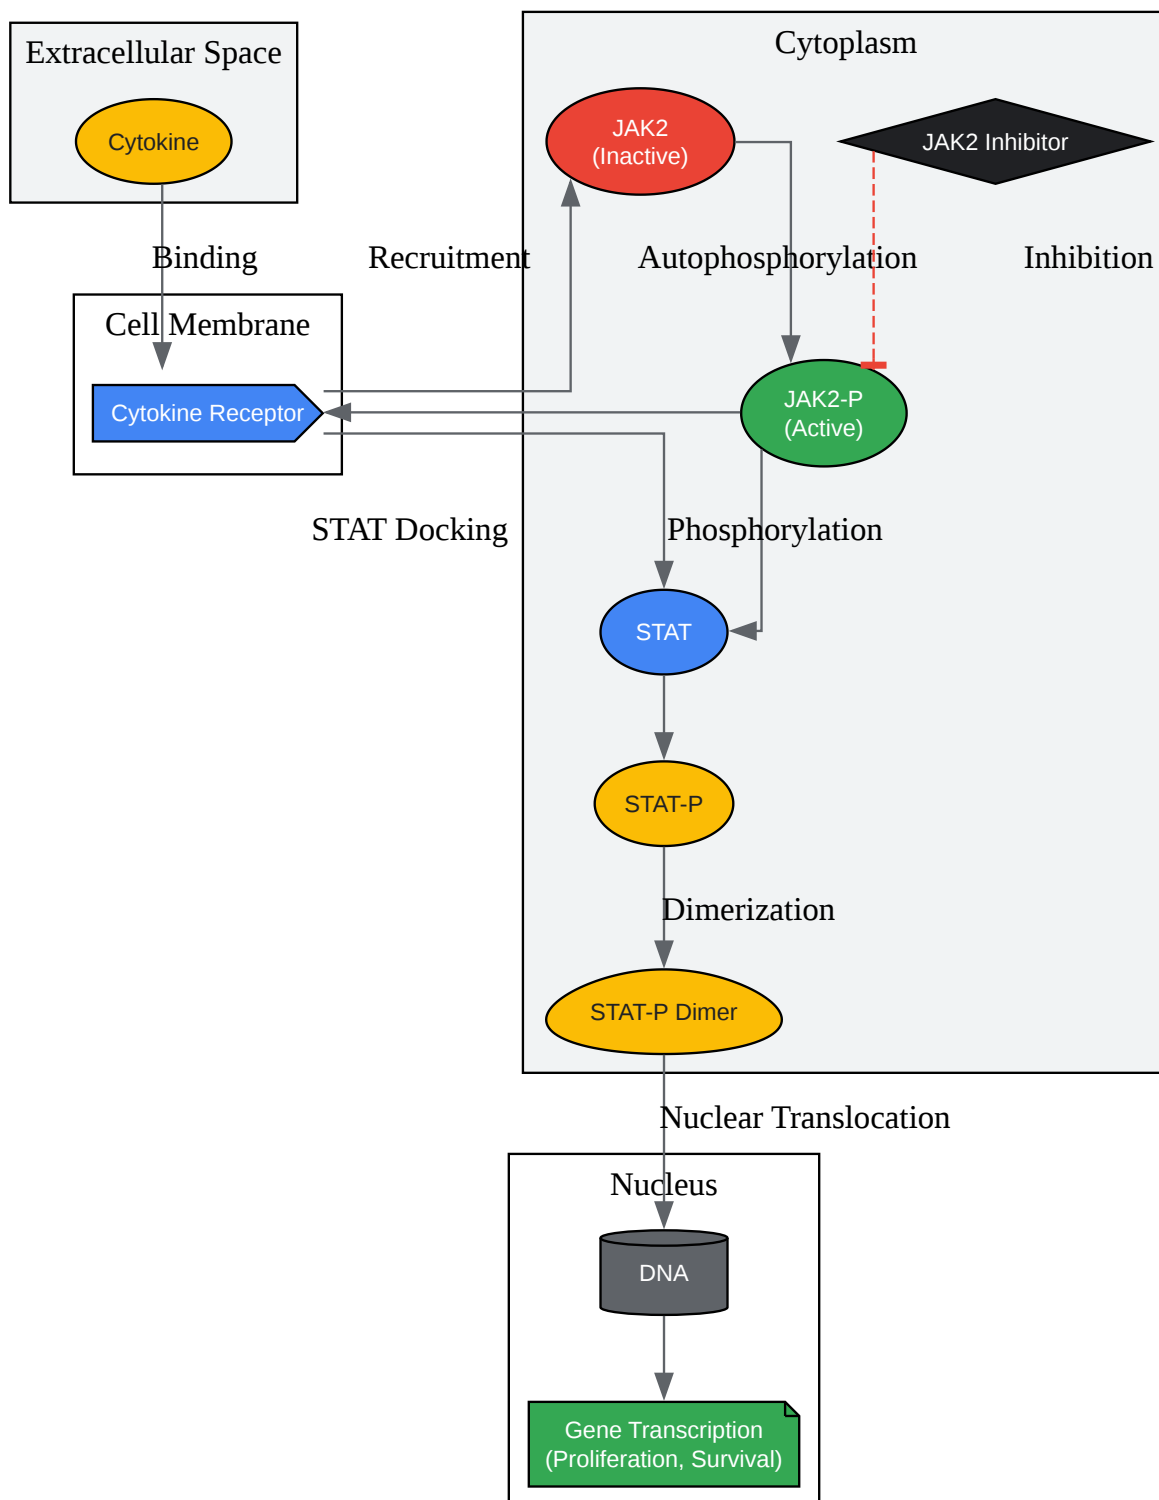 Extracellular Space
Cytoplasm
Cytokine
JAK2
(Inactive)
JAK2 Inhibitor
Binding
Recruitment
Autophosphorylation
Inhibition
Cell Membrane
Cytokine Receptor
JAK2-P
(Active)
STAT Docking
Phosphorylation
STAT
STAT-P
Dimerization
STAT-P Dimer
Nuclear Translocation
Nucleus
DNA
Gene Transcription
(Proliferation, Survival)